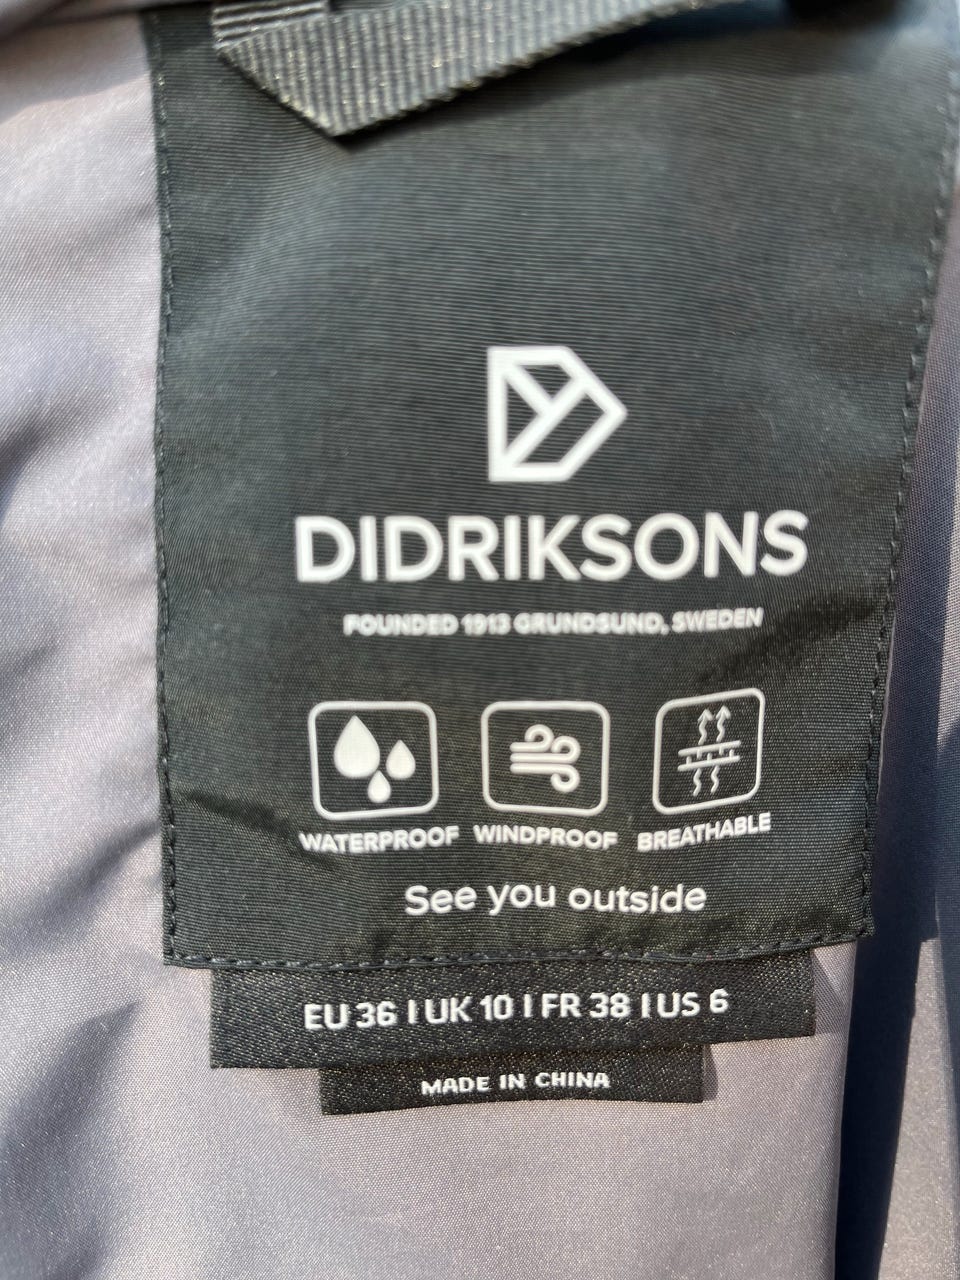 DIDRIKSONS
FOUNDED 1913 GRUNDSUND, SWEDEN
WATERPROOF WINDPROOF BREATHABLE
See you outside
EU 36 | UK 10 | FR 38 | US 6
MADE IN CHINA